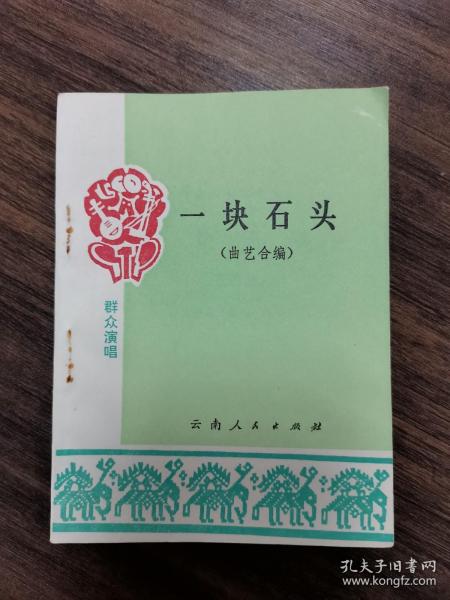 一块石头
(曲艺合编)
群众演唱
云南人民出版社
孔夫子旧书网
www.kongfz.com